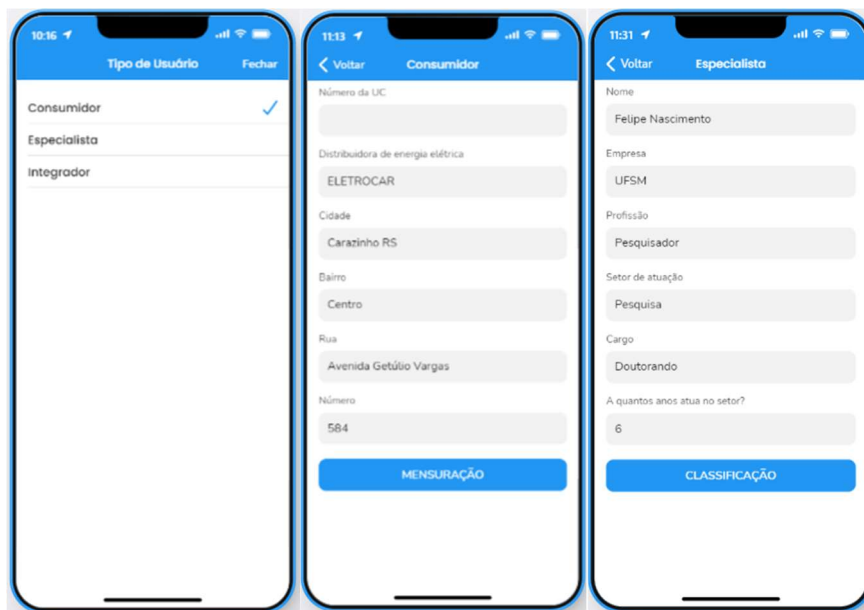 10:16
Tipo de Usuário
Fechar
Consumidor
Especialista
Integrador
11:13
Voltar
Consumidor
Número da UC
Distribuidora de energia elétrica
ELETROCAR
Cidade
Carazinho RS
Bairro
Centro
Rua
Avenida Getúlio Vargas
Número
584
MENSURAÇÃO
11:31
Voltar
Especialista
Nome
Felipe Nascimento
Empresa
UFSM
Profissão
Pesquisador
Setor de atuação
Pesquisa
Cargo
Doutorando
A quantos anos atua no setor?
6
CLASSIFICAÇÃO